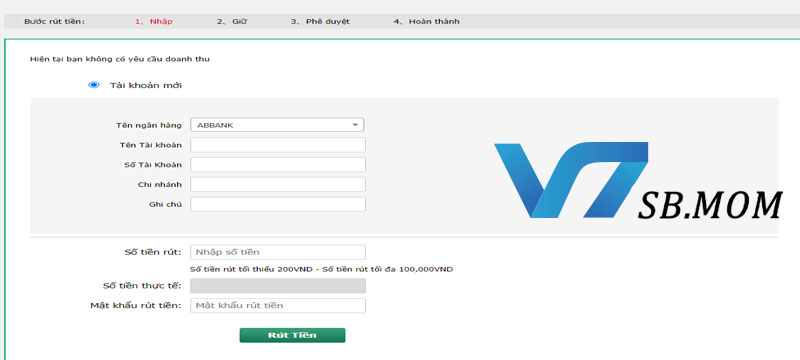 Bước rút tiền: 1、Nhập 2、Giữ 3、Phê duyệt 4、Hoàn thành
Hiện tại bạn không có yêu cầu doanh thu
Tài khoản mới
Tên ngân hàng ABBANK
Tên Tài khoản
Số Tài Khoản
Chi nhánh
Ghi chú
V7SB.MOM
Số tiền rút: Nhập số tiền
Số tiền rút tối thiểu 200VND - Số tiền rút tối đa 100,000VND
Số tiền thực tế:
Mật khẩu rút tiền: Mật khẩu rút tiền
Rút Tiền